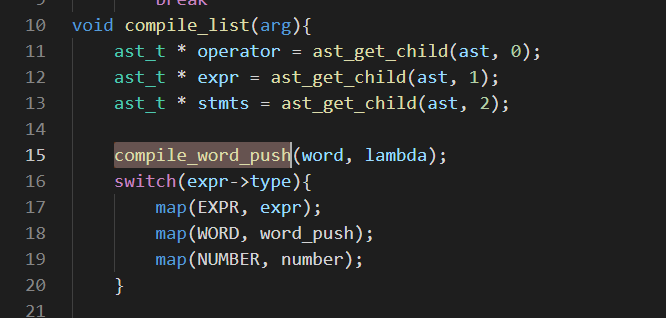 break
10 void compile_list(arg){
11 ast_t * operator = ast_get_child(ast, 0);
12 ast_t * expr = ast_get_child(ast, 1);
13 ast_t * stmts = ast_get_child(ast, 2);
14
15 compile_word_push(word, lambda);
16 switch(expr->type){
17 map(EXPR, expr);
18 map(WORD, word_push);
19 map(NUMBER, number);
20 }
21